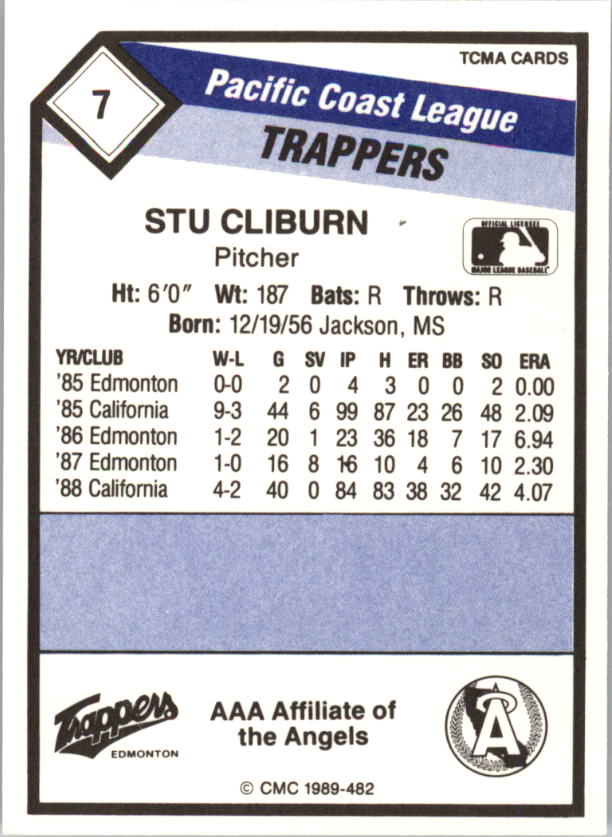 TCMA CARDS
7
Pacific Coast League
TRAPPERS
STU CLIBURN
Pitcher
OFFICIAL LICENSEE
MAJOR LEAGUE BASEBALL
Ht: 6'0" Wt: 187 Bats: R Throws: R
Born: 12/19/56 Jackson, MS
YR/CLUB W-L G SV IP H ER BB SO ERA
'85 Edmonton 0-0 2 0 4 3 0 0 2 0.00
'85 California 9-3 44 6 99 87 23 26 48 2.09
'86 Edmonton 1-2 20 1 23 36 18 7 17 6.94
'87 Edmonton 1-0 16 8 16 10 4 6 10 2.30
'88 California 4-2 40 0 84 83 38 32 42 4.07
Trappers
EDMONTON
AAA Affiliate of
the Angels
A
© CMC 1989-482